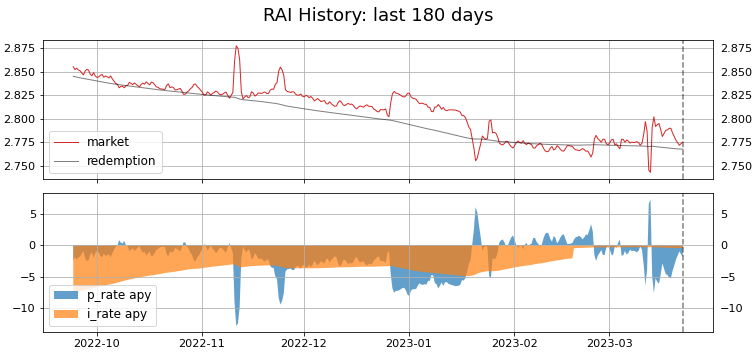 RAI History: last 180 days
2.875 2.875
2.850 2.850
2.825 2.825
2.800 2.800
2.775 2.775
2.750 2.750
market
redemption
5 5
0 0
−5 −5
−10 −10
p_rate apy
i_rate apy
2022-10 2022-11 2022-12 2023-01 2023-02 2023-03